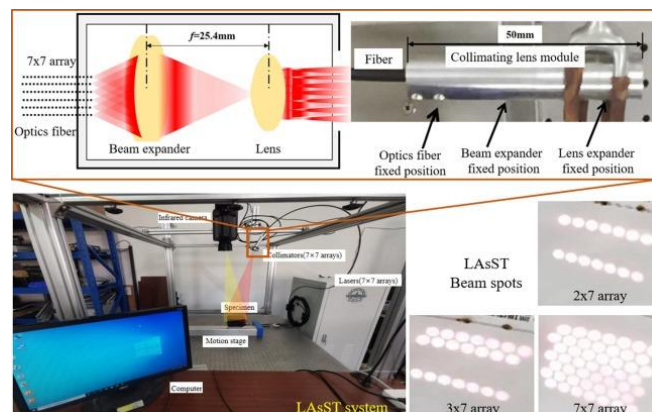 f=25.4mm
7x7 array
Optics fiber
Beam expander
Lens
50mm
Fiber
Collimating lens module
Optics fiber
fixed position
Beam expander
fixed position
Lens expander
fixed position
Infrared camera
Collimators(7×7 arrays)
Lasers(7×7 arrays)
Specimen
Motion stage
Computer
LAsST system
LAsST
Beam spots
2x7 array
3x7 array
7x7 array